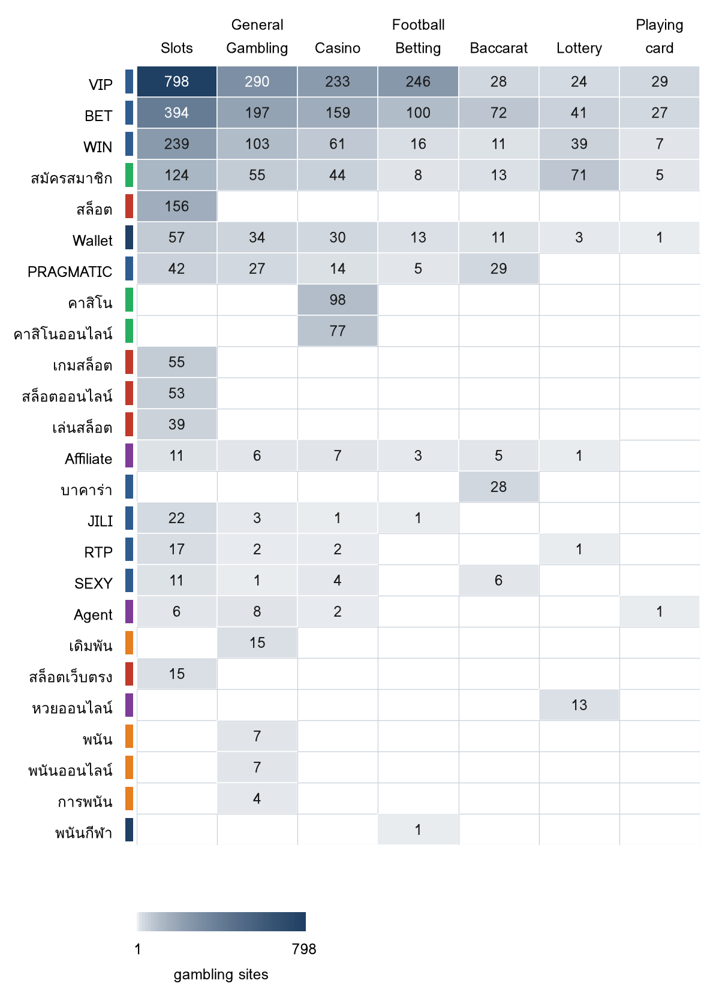 General Football Playing
Slots Gambling Casino Betting Baccarat Lottery card
VIP 798 290 233 246 28 24 29
BET 394 197 159 100 72 41 27
WIN 239 103 61 16 11 39 7
สมัครสมาชิก 124 55 44 8 13 71 5
สล็อต 156
Wallet 57 34 30 13 11 3 1
PRAGMATIC 42 27 14 5 29
คาสิโน 98
คาสิโนออนไลน์ 77
เกมสล็อต 55
สล็อตออนไลน์ 53
เล่นสล็อต 39
Affiliate 11 6 7 3 5 1
บาคาร่า 28
JILI 22 3 1 1
RTP 17 2 2 1
SEXY 11 1 4 6
Agent 6 8 2 1
เดิมพัน 15
สล็อตเว็บตรง 15
หวยออนไลน์ 13
พนัน 7
พนันออนไลน์ 7
การพนัน 4
พนันกีฬา 1
1 798
gambling sites